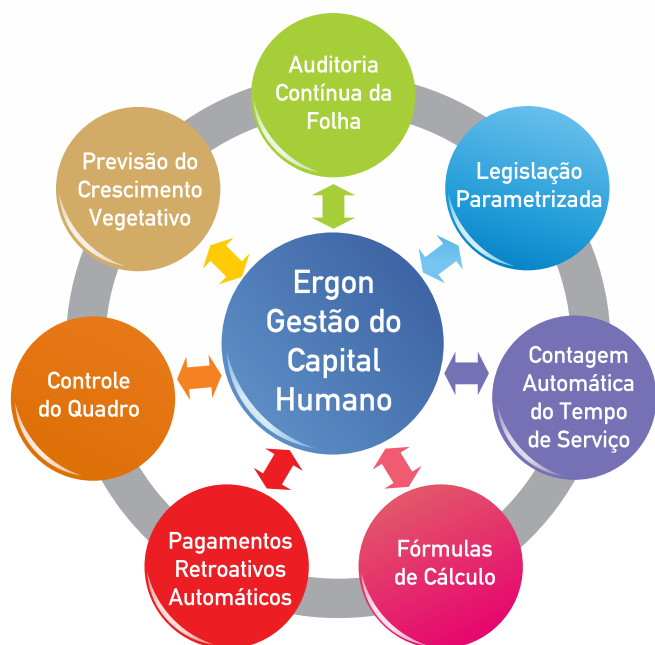 Auditoria
Contínua da
Folha
Legislação
Parametrizada
Contagem
Automática
do Tempo
de Serviço
Fórmulas
de Cálculo
Pagamentos
Retroativos
Automáticos
Controle
do Quadro
Previsão do
Crescimento
Vegetativo
Ergon
Gestão do
Capital
Humano